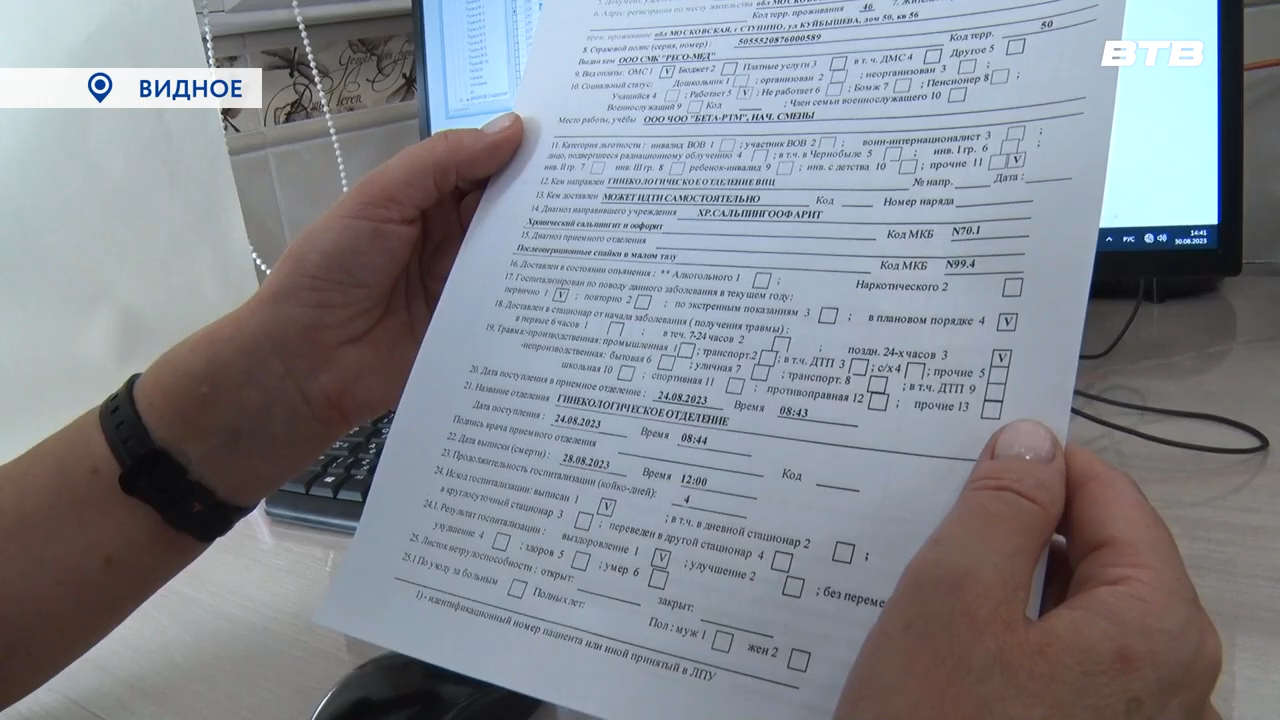 ВТВ
ВИДНОЕ
6. Адрес: регистрация по месту жительства обл МОСКОВСКАЯ, г СТУПИНО, ул КУЙБЫШЕВА, дом 50, кв 56
Код терр. проживания 46
прем. проживание
8. Страховой полис (серия, номер) : 5055520876000589 Код терр. 50
Выдан кем ООО СМК "РЕСО-МЕД"
9. Вид оплаты: ОМС 1 V Бюджет 2 Платные услуги 3 ; в т.ч. ДМС 4 Другое 5
10. Социальный статус: Дошкольник 1 ; организован 2 ; неорганизован 3 ;
Учащийся 4 ; Работает 5 V ; Не работает 6 ; Бомж 7 ; Пенсионер 8 ;
Военнослужащий 9 Код ; Член семьи военнослужащего 10
Место работы, учёбы ООО ЧОО "БЕТА-РТМ", НАЧ. СМЕНЫ
11. Категория льготности : инвалид ВОВ 1 ; участник ВОВ 2 ; воин-интернационалист 3 ;
лицо, подвергшееся радиационному облучению 4 ; в т.ч. в Чернобыле 5 ; инв. I гр. 6 ;
инв. II гр. 7 инв. III гр. 8 ребенок-инвалид 9 ; инв. с детства 10 ; прочие 11 V
12. Кем направлен ГИНЕКОЛОГИЧЕСКОЕ ОТДЕЛЕНИЕ ВПЦ № напр. Дата :
13. Кем доставлен МОЖЕТ ИДТИ САМОСТОЯТЕЛЬНО Код Номер наряда
14. Диагноз направившего учреждения ХР.САЛЬПИНГООФАРИТ
Хронический сальпингит и оофорит Код МКБ N70.1
15. Диагноз приемного отделения
Послеоперационные спайки в малом тазу Код МКБ N99.4
16. Доставлен в состоянии опьянения : ** Алкогольного 1 ; Наркотического 2
17. Госпитализирован по поводу данного заболевания в текущем году:
первично 1 V ; повторно 2 ; по экстренным показаниям 3 ; в плановом порядке 4 V
18. Доставлен в стационар от начала заболевания ( получения травмы) :
в первые 6 часов 1 ; в теч. 7-24 часов 2 ; поздн. 24-х часов 3 V
19. Травма:-производственная: промышленная 1 ; транспорт.2 ; в т.ч. ДТП 3 ; с/х4 ; прочие 5
-непроизводственная: бытовая 6 ; уличная 7 ; транспорт. 8 ; в т.ч. ДТП 9
школьная 10 ; спортивная 11 ; противоправная 12 ; прочие 13
20. Дата поступления в приемное отделение : 24.08.2023 Время 08:43
21. Название отделения ГИНЕКОЛОГИЧЕСКОЕ ОТДЕЛЕНИЕ
Дата поступления : 24.08.2023 Время 08:44
Подпись врача приемного отделения Код
22. Дата выписки (смерти) : 28.08.2023 Время 12:00
23. Продолжительность госпитализации (койко-дней): 4
24. Исход госпитализации: выписан 1 V ; в т.ч. в дневной стационар 2 ;
в круглосуточный стационар 3 ; переведен в другой стационар 4
24.1. Результат госпитализации : выздоровление 1 V ; улучшение 2 ; без переме
ухудшение 4 ; здоров 5 ; умер 6
25. Листок нетрудоспособности : открыт: закрыт:
25.1 По уходу за больным Полных лет: Пол : муж 1 жен 2
1) - идентификационный номер пациента или иной принятый в ЛПУ
РУС
14:41
30.08.2023